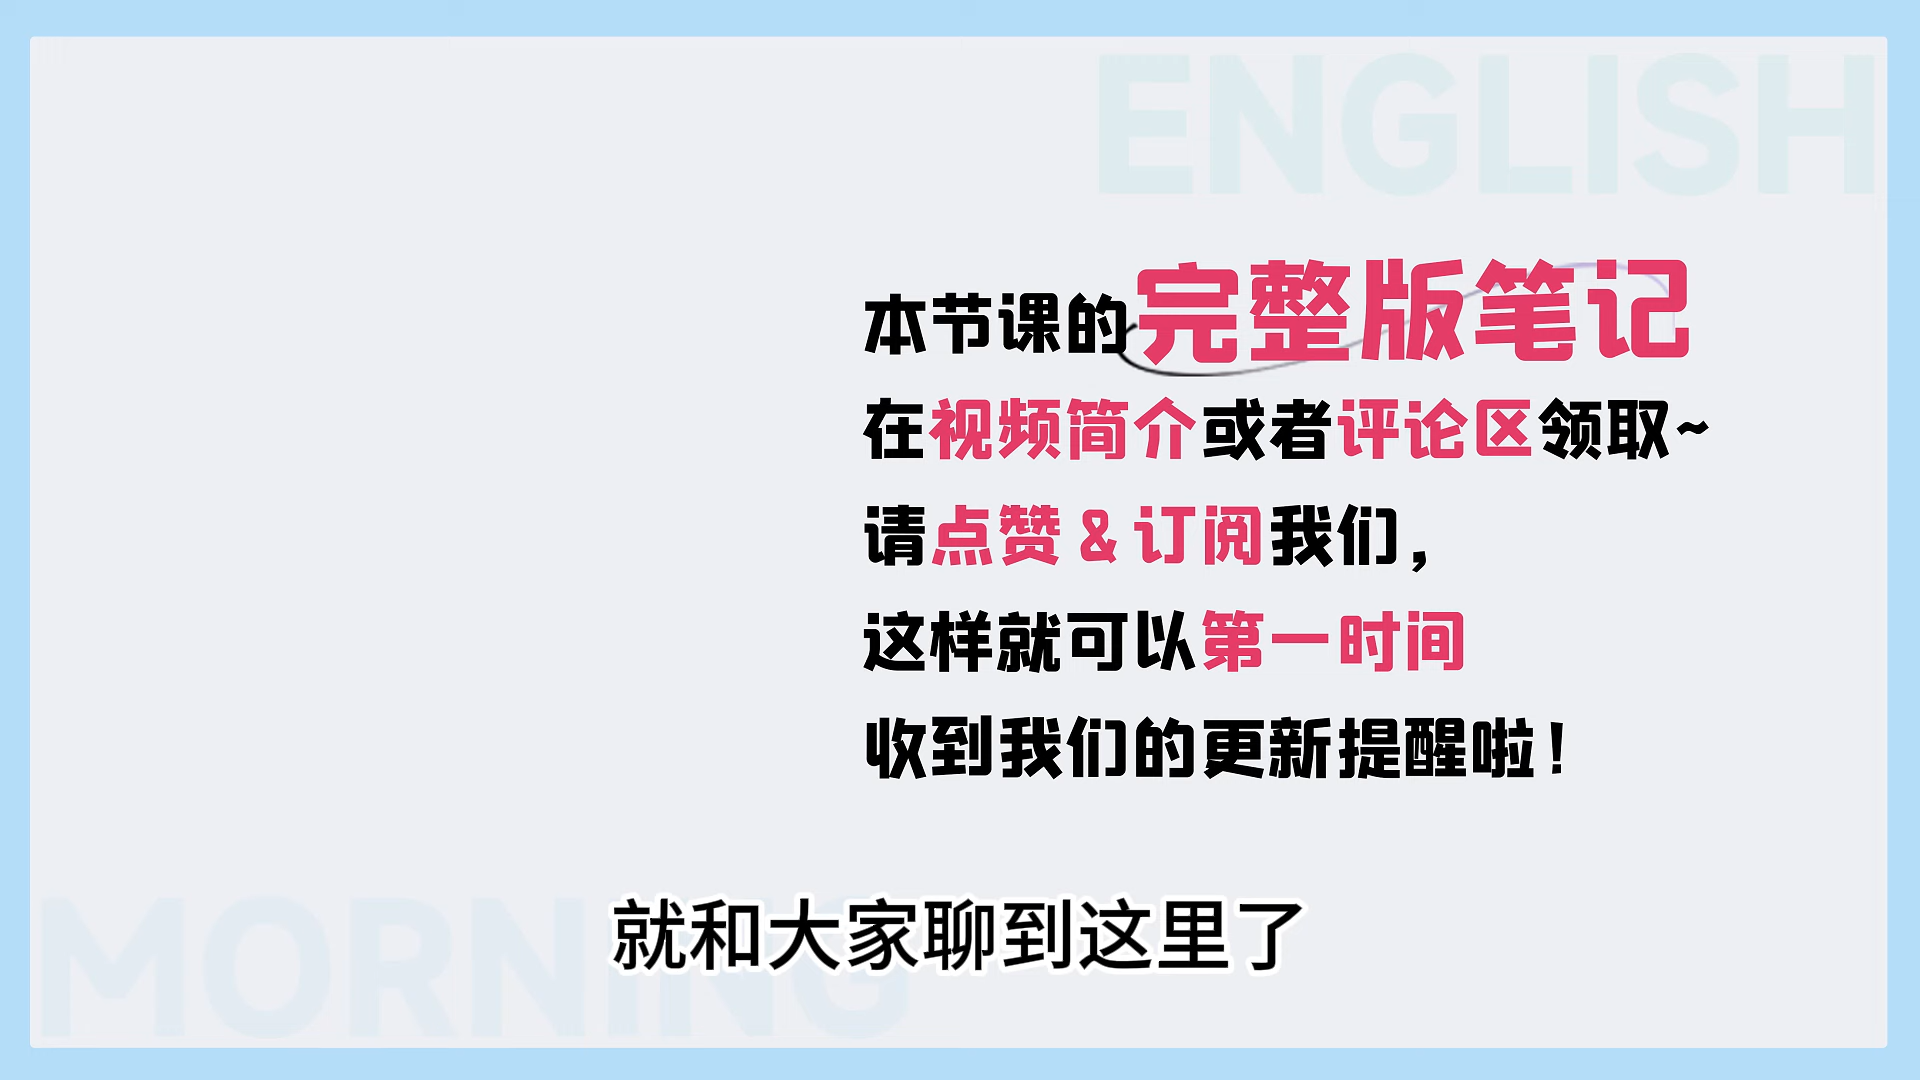 ENGLISH
本节课的完整版笔记
在视频简介或者评论区领取~
请点赞&订阅我们，
这样就可以第一时间
收到我们的更新提醒啦！
MORNING
就和大家聊到这里了